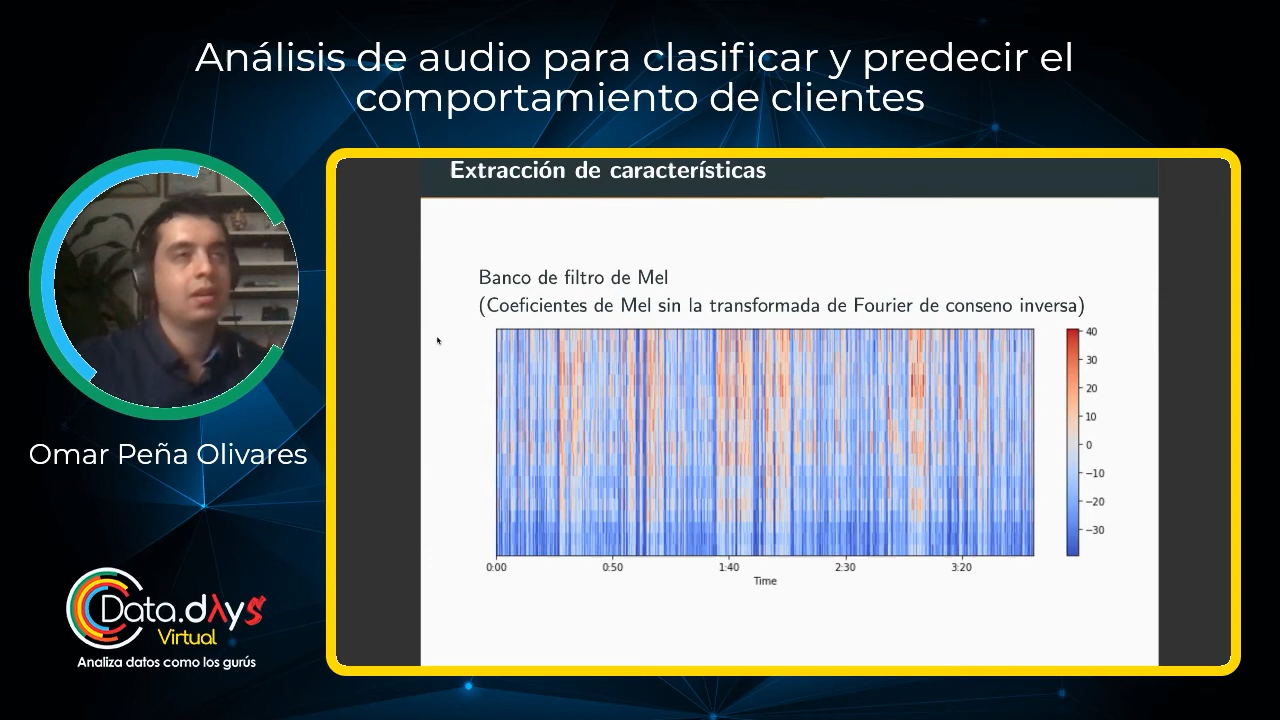 Análisis de audio para clasificar y predecir el
comportamiento de clientes
Extracción de característísticas
Banco de filtro de Mel
(Coeficientes de Mel sin la transformada de Fourier de conseno inversa)
40
30
20
10
0
−10
−20
−30
0:00 0:50 1:40 2:30 3:20
Time
Omar Peña Olivares
Data.dλys
Virtual
Analiza datos como los gurús